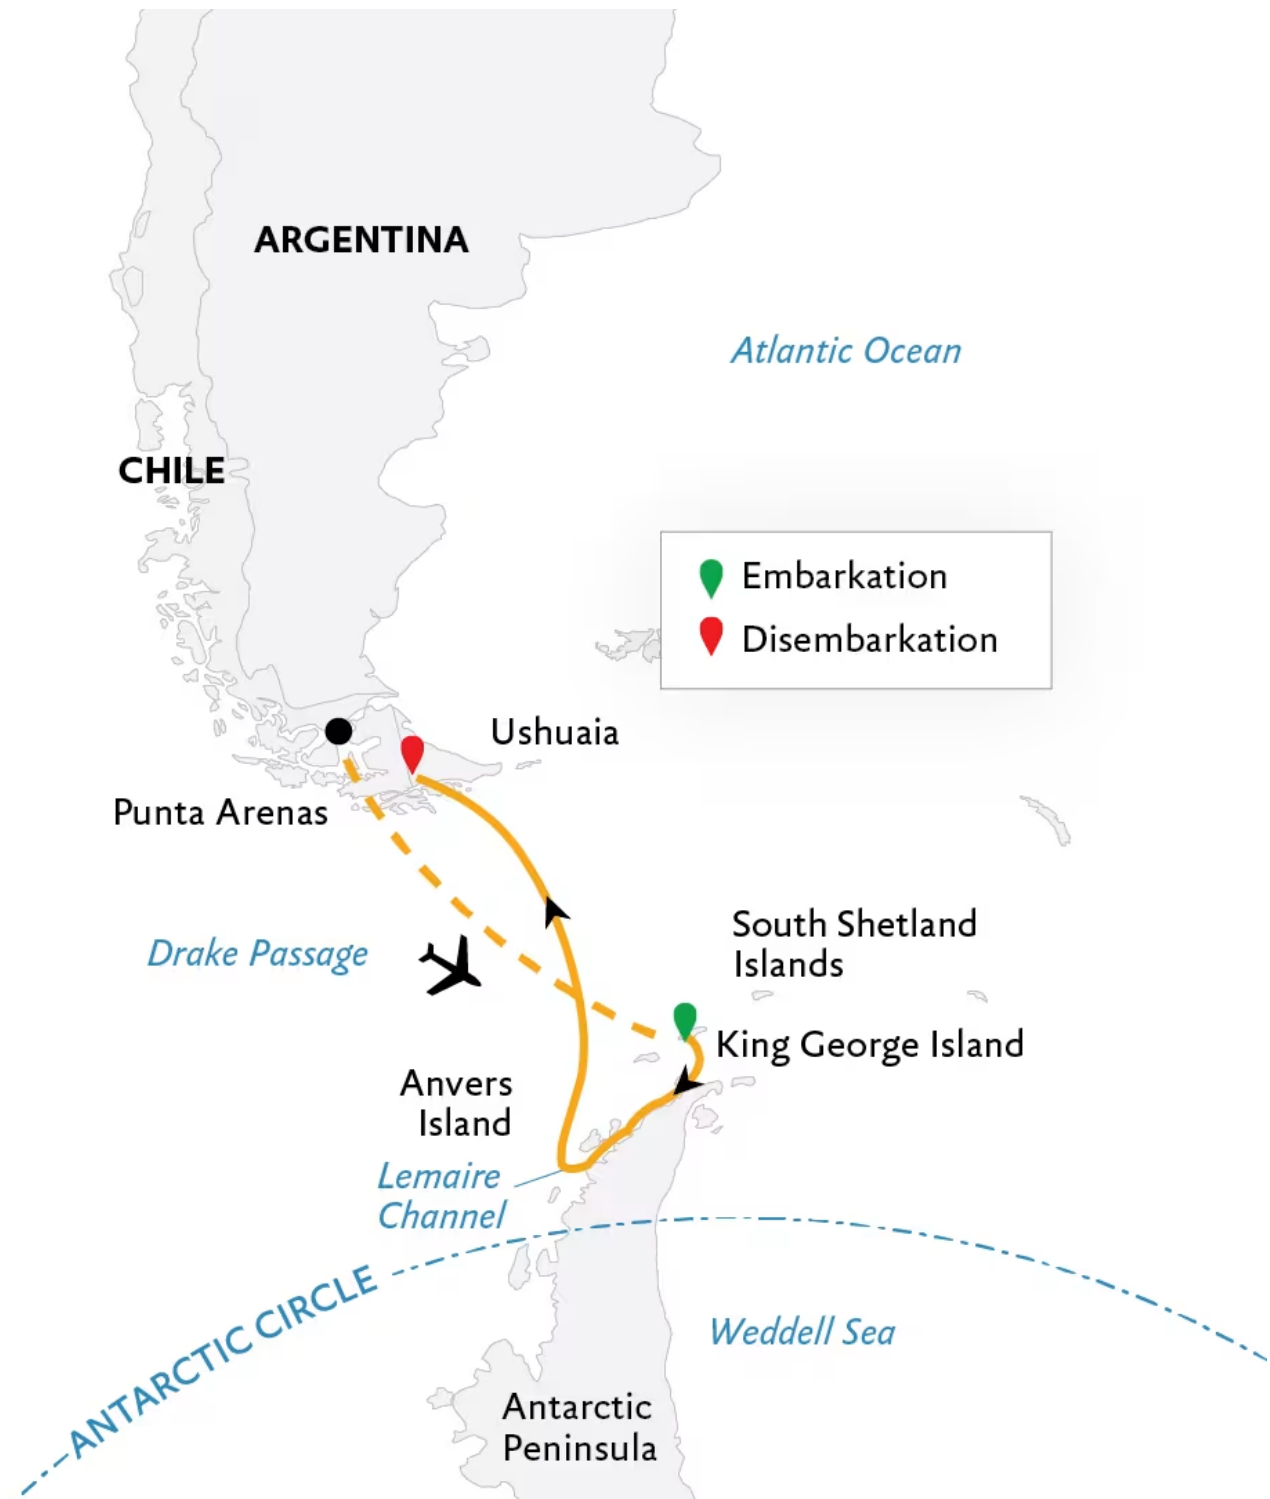 ARGENTINA
Atlantic Ocean
CHILE
Embarkation
Disembarkation
Ushuaia
Punta Arenas
South Shetland
Islands
Drake Passage
King George Island
Anvers
Island
Lemaire
Channel
ANTARCTIC CIRCLE
Weddell Sea
Antarctic
Peninsula